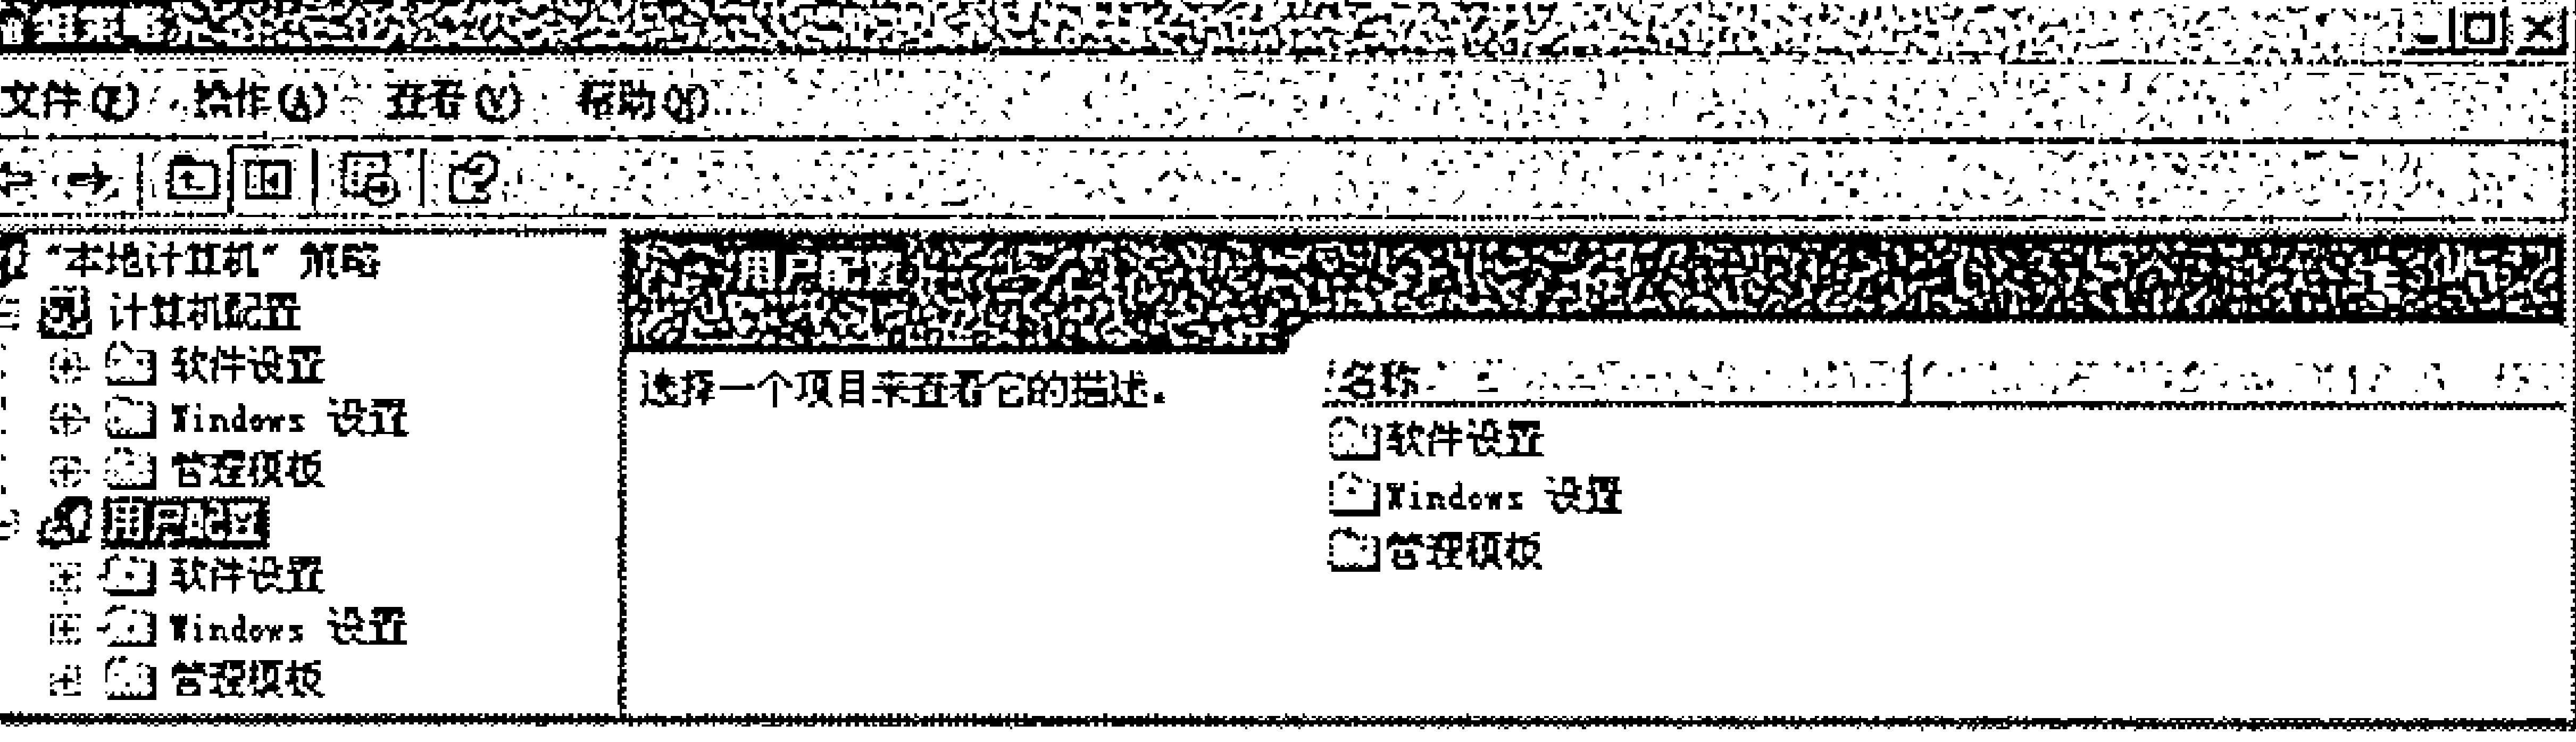 组策略
文件(F) 操作(A) 查看(V) 帮助(H)
“本地计算机” 策略
计算机配置
软件设置
Windows 设置
管理模板
用户配置
软件设置
Windows 设置
管理模板
用户配置
选择一个项目来查看它的描述。
名称
软件设置
Windows 设置
管理模板